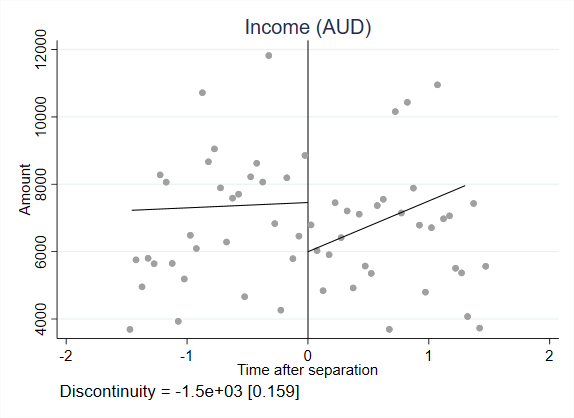 Income (AUD)
12000
10000
8000
6000
4000
Amount
-2 -1 0 1 2
Time after separation
Discontinuity = -1.5e+03 [0.159]